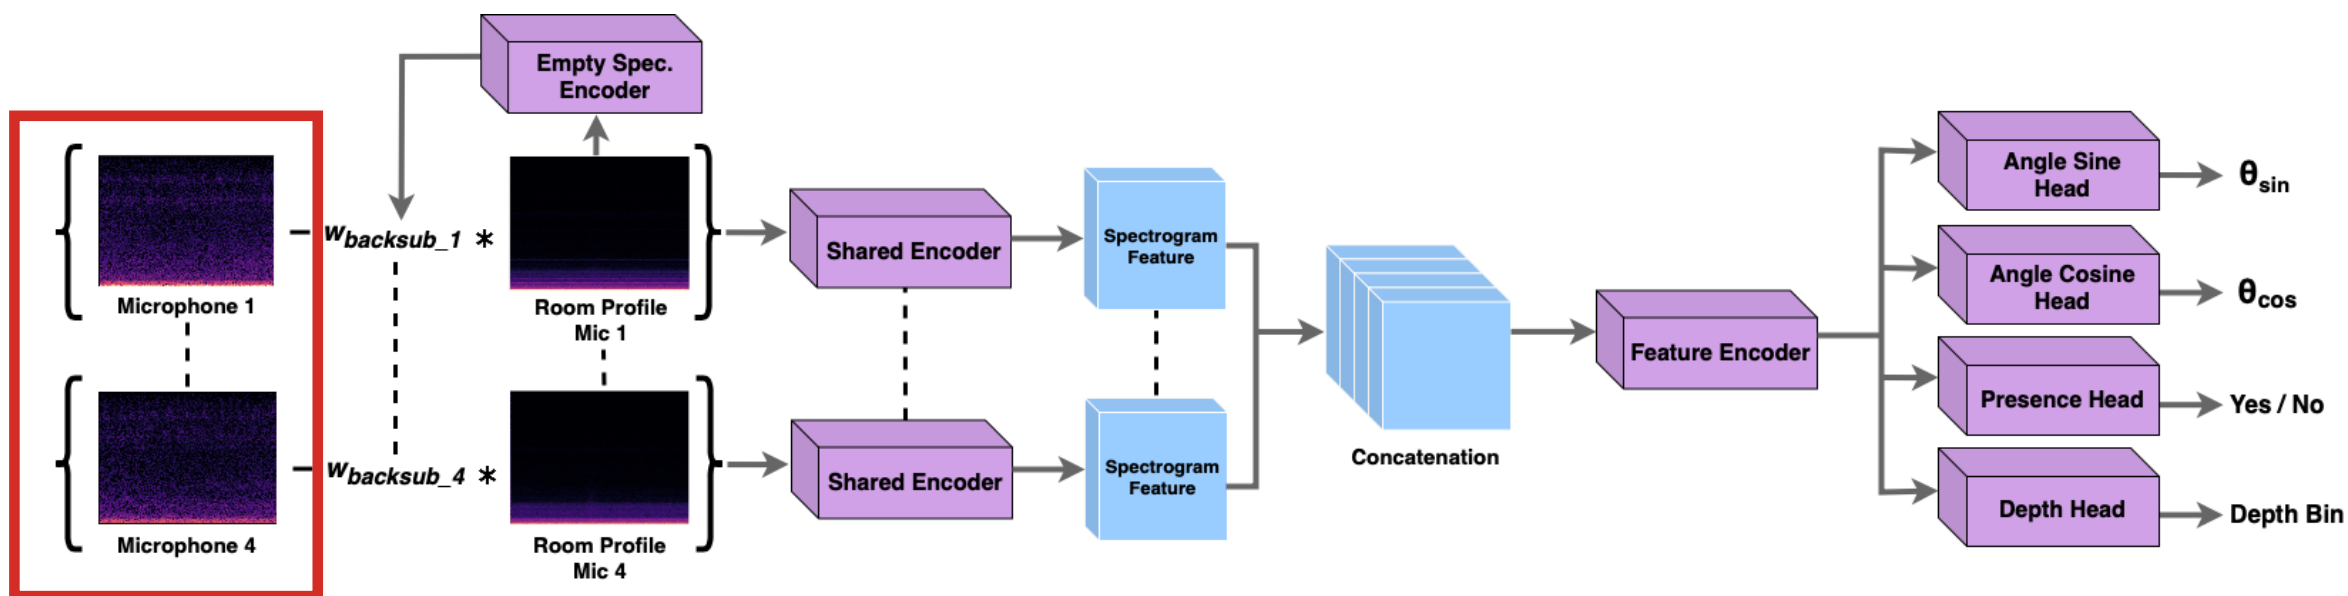 Empty Spec.
Encoder
Microphone 1
– w_backsub_1 *
Room Profile
Mic 1
Shared Encoder
Spectrogram
Feature
Microphone 4
– w_backsub_4 *
Room Profile
Mic 4
Shared Encoder
Spectrogram
Feature
Concatenation
Feature Encoder
Angle Sine
Head
θsin
Angle Cosine
Head
θcos
Presence Head
Yes / No
Depth Head
Depth Bin